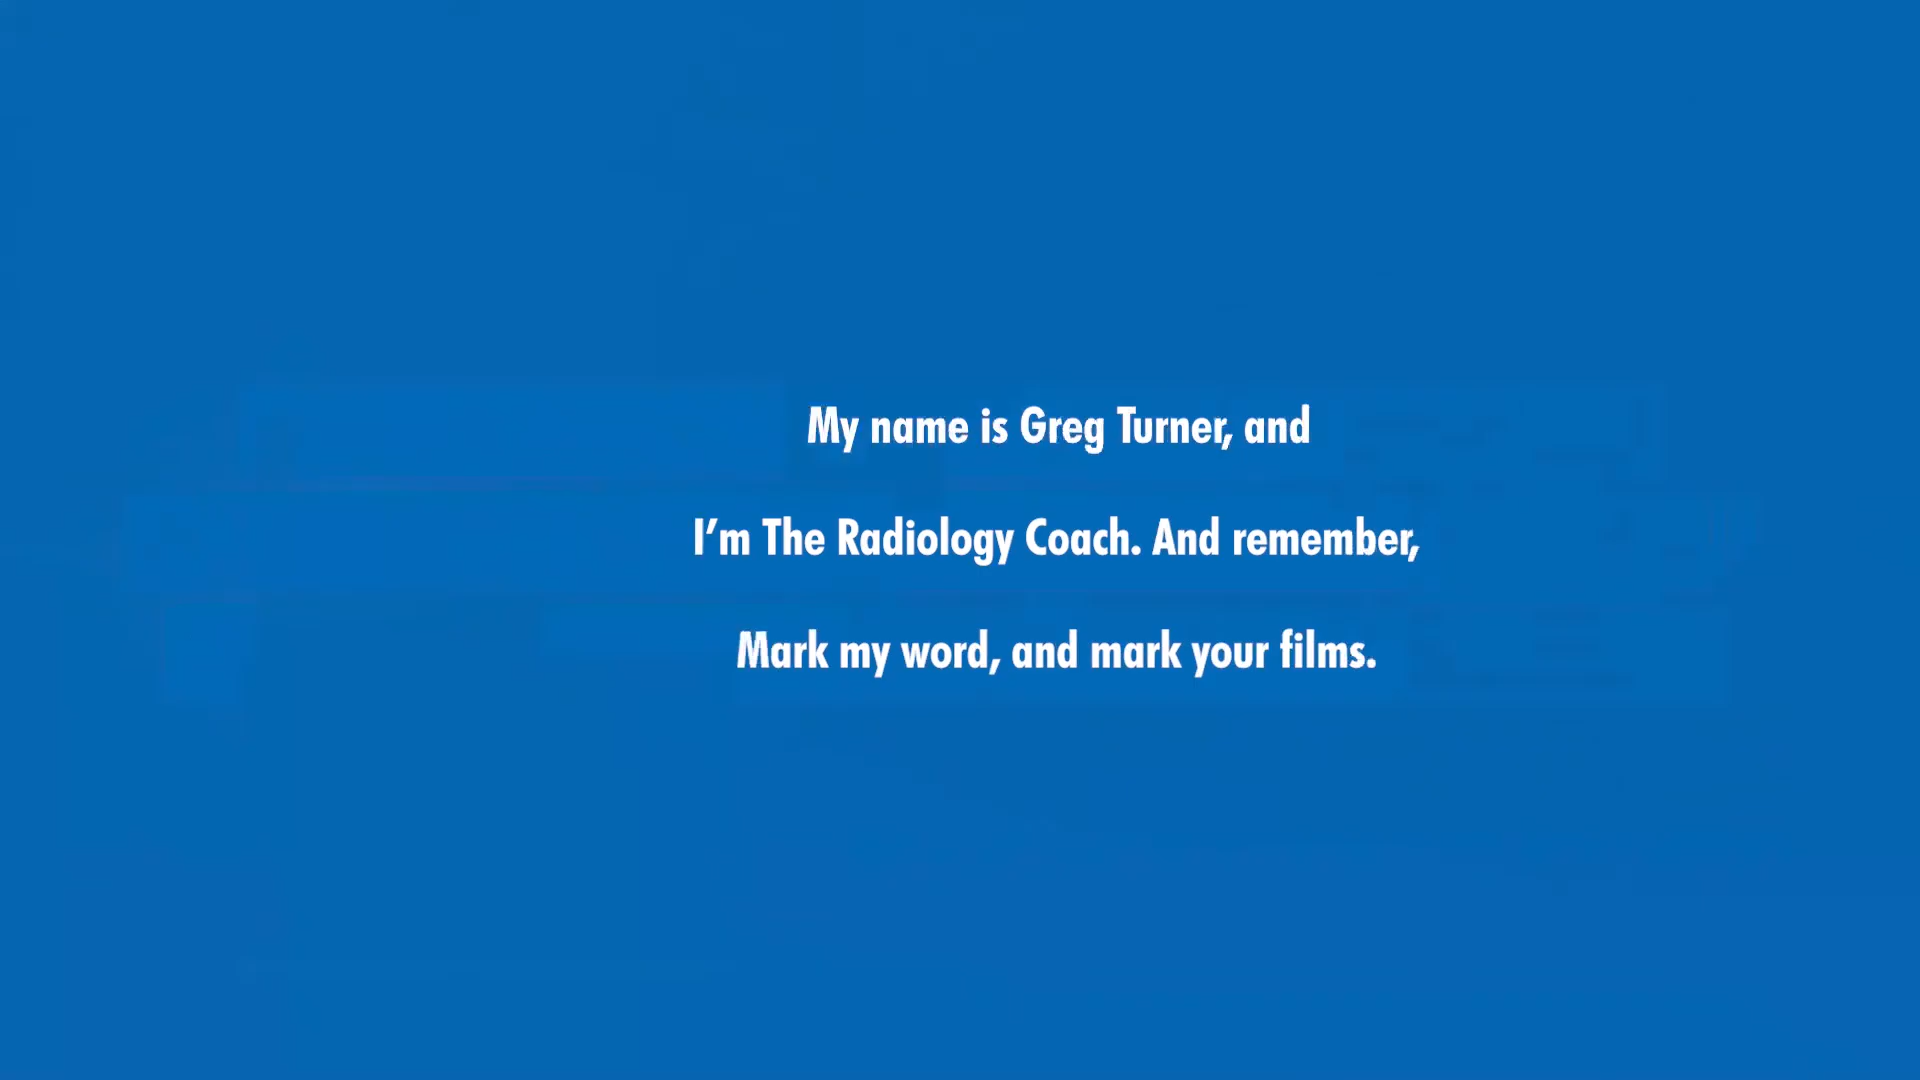 My name is Greg Turner, and
I’m The Radiology Coach. And remember,
Mark my word, and mark your films.